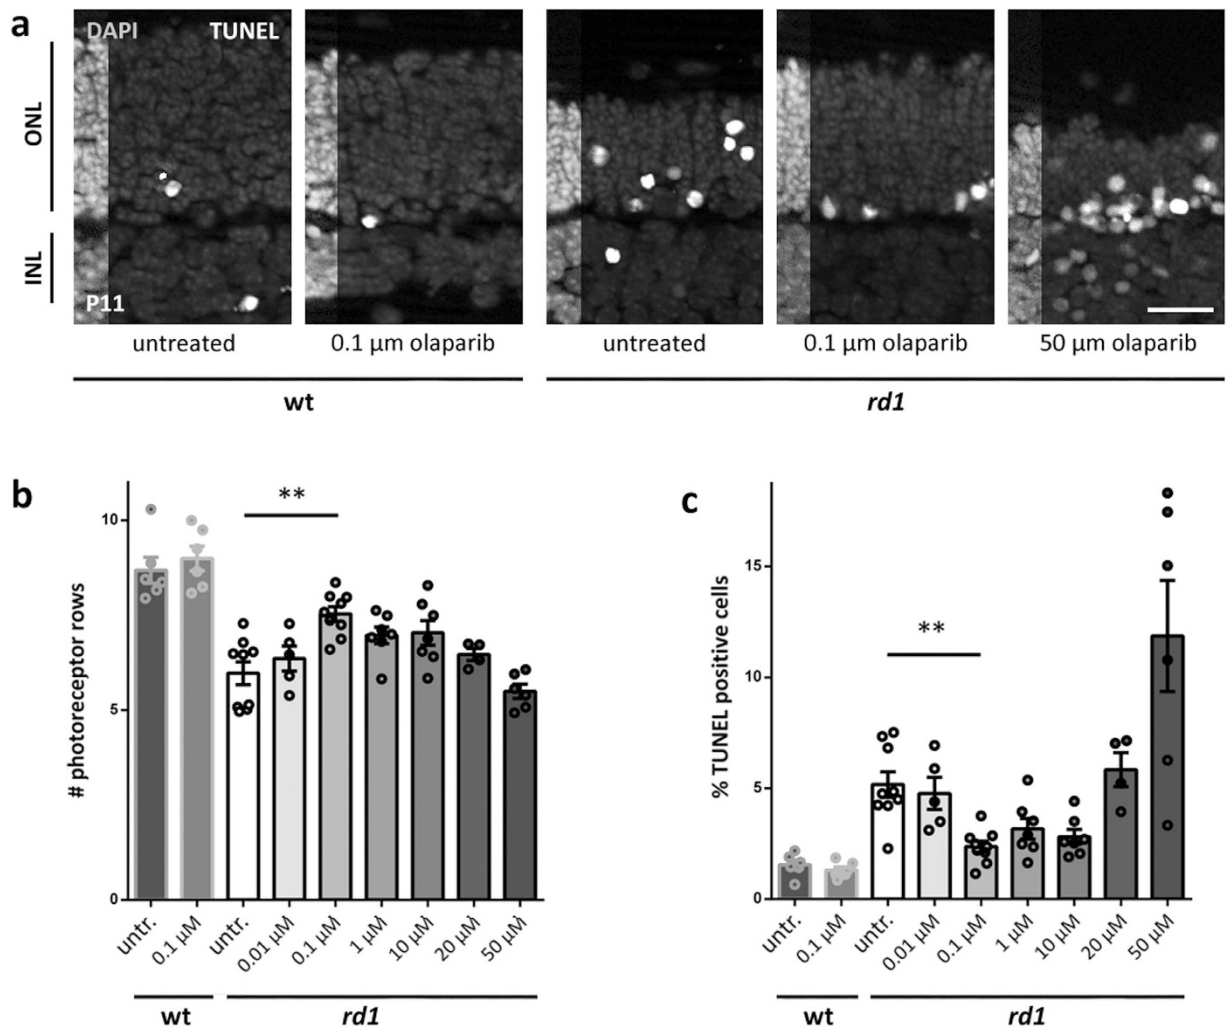 a
DAPI TUNEL
ONL
INL
P11
untreated 0.1 µm olaparib untreated 0.1 µm olaparib 50 µm olaparib
wt rd1
b
**
# photoreceptor rows
10
5
0
untr. 0.1 µM untr. 0.01 µM 0.1 µM 1 µM 10 µM 20 µM 50 µM
wt rd1
c
**
% TUNEL positive cells
15
10
5
0
untr. 0.1 µM untr. 0.01 µM 0.1 µM 1 µM 10 µM 20 µM 50 µM
wt rd1